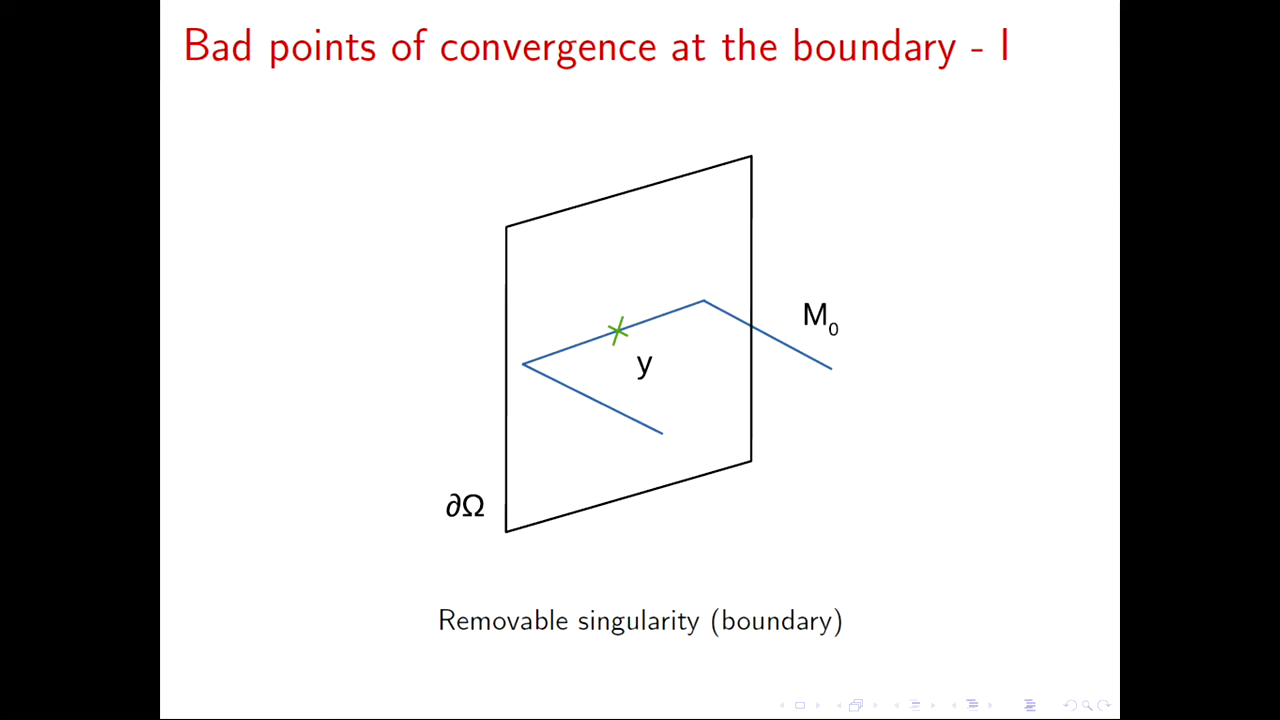 Bad points of convergence at the boundary - I
M₀
y
∂Ω
Removable singularity (boundary)